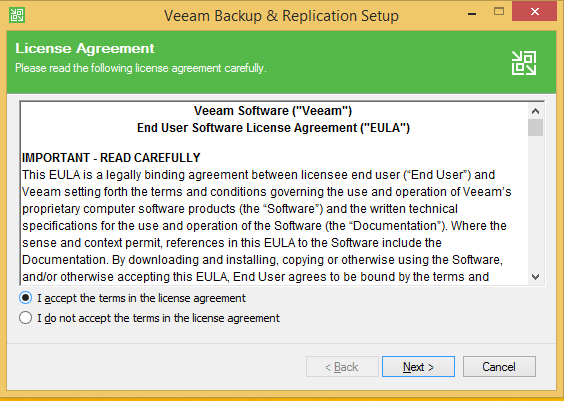 Veeam Backup & Replication Setup
License Agreement
Please read the following license agreement carefully.
Veeam Software ("Veeam")
End User Software License Agreement ("EULA")
IMPORTANT - READ CAREFULLY
This EULA is a legally binding agreement between licensee end user (“End User”) and
Veeam setting forth the terms and conditions governing the use and operation of Veeam’s
proprietary computer software products (the “Software”) and the written technical
specifications for the use and operation of the Software (the “Documentation”). Where the
sense and context permit, references in this EULA to the Software include the
Documentation. By downloading and installing, copying or otherwise using the Software,
and/or otherwise accepting this EULA, End User agrees to be bound by the terms and
I accept the terms in the license agreement
I do not accept the terms in the license agreement
< Back
Next >
Cancel